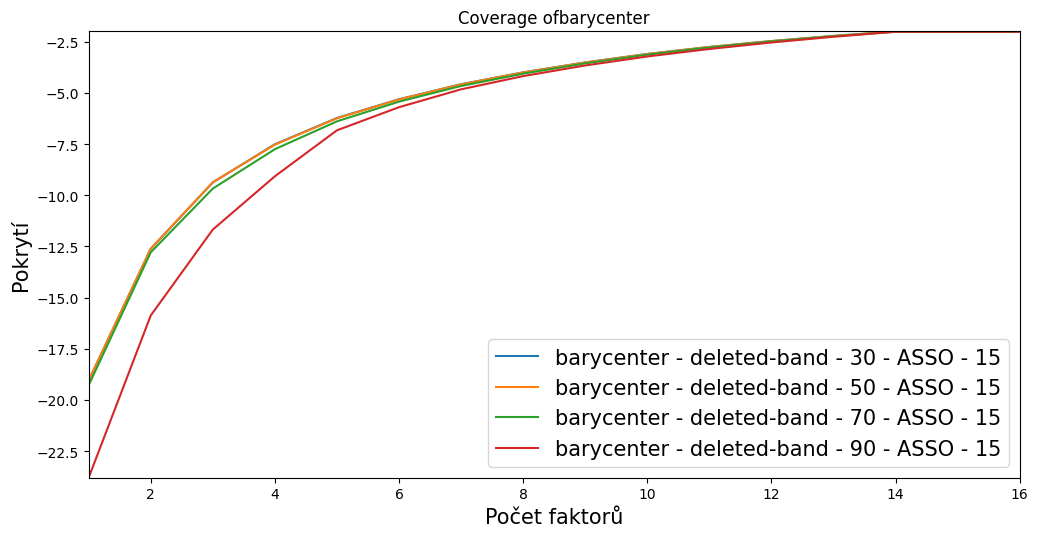 Coverage ofbarycenter
Pokrytí
−2.5
−5.0
−7.5
−10.0
−12.5
−15.0
−17.5
−20.0
−22.5
barycenter - deleted-band - 30 - ASSO - 15
barycenter - deleted-band - 50 - ASSO - 15
barycenter - deleted-band - 70 - ASSO - 15
barycenter - deleted-band - 90 - ASSO - 15
2 4 6 8 10 12 14 16
Počet faktorů